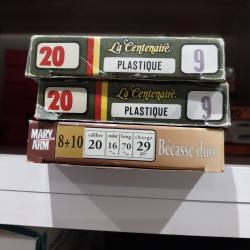 20 La Centenaire 9
PLASTIQUE
20 La Centenaire 9
PLASTIQUE
MARY ARM
8+10
calibre 20
culot 16
long 70
charge 29 gr
Bécasse duo